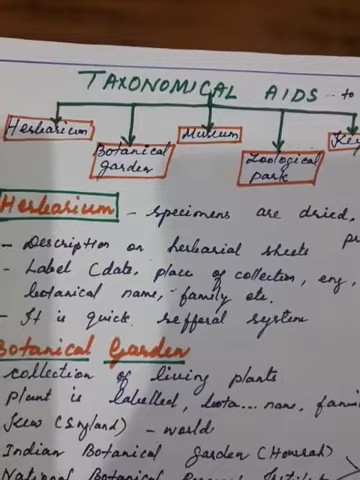 TAXONOMICAL AIDS -- to
Herbarium
Botanical garden
Museum
Zoological park
Key
Herbarium - specimens are dried,
- Description on herbarial sheets
- Label (date, place of collection, eng,
botanical name, family etc.
- It is quick refferal system
Botanical Garden
collection of living plants
plant is labelled, bota... name, fami
Kew (England) - world
Indian Botanical garden (Howrah)
National Botanical